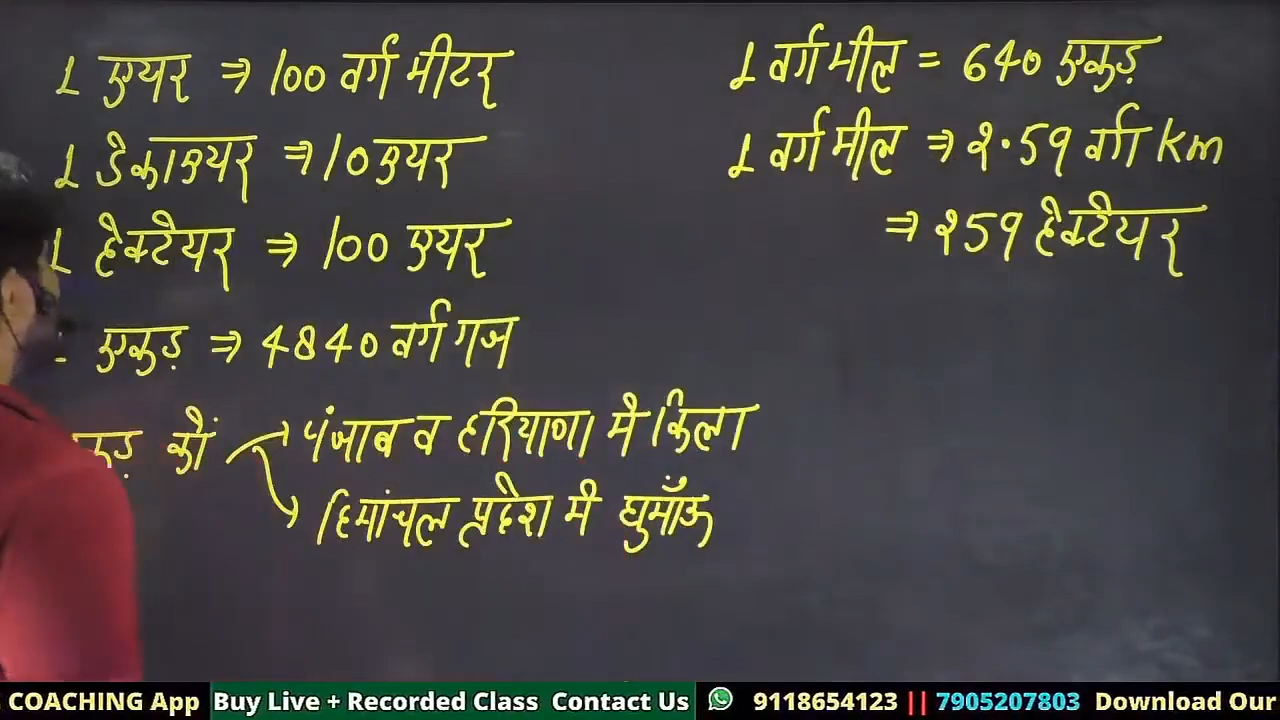 1 एयर ⇒ 100 वर्ग मीटर
1 डेकाएयर ⇒ 10 एयर
1 हैक्टैयर ⇒ 100 एयर
एकड़ ⇒ 4840 वर्ग गज
कड़ कों → पंजाब व हरियाणा मे किला
→ हिमांचल प्रदेश मे घुमाँऊ
1 वर्ग मील = 640 एकड़
1 वर्ग मील ⇒ 2.59 वर्ग km
⇒ 259 हैक्टैयर
COACHING App Buy Live + Recorded Class Contact Us 9118654123 || 7905207803 Download Our